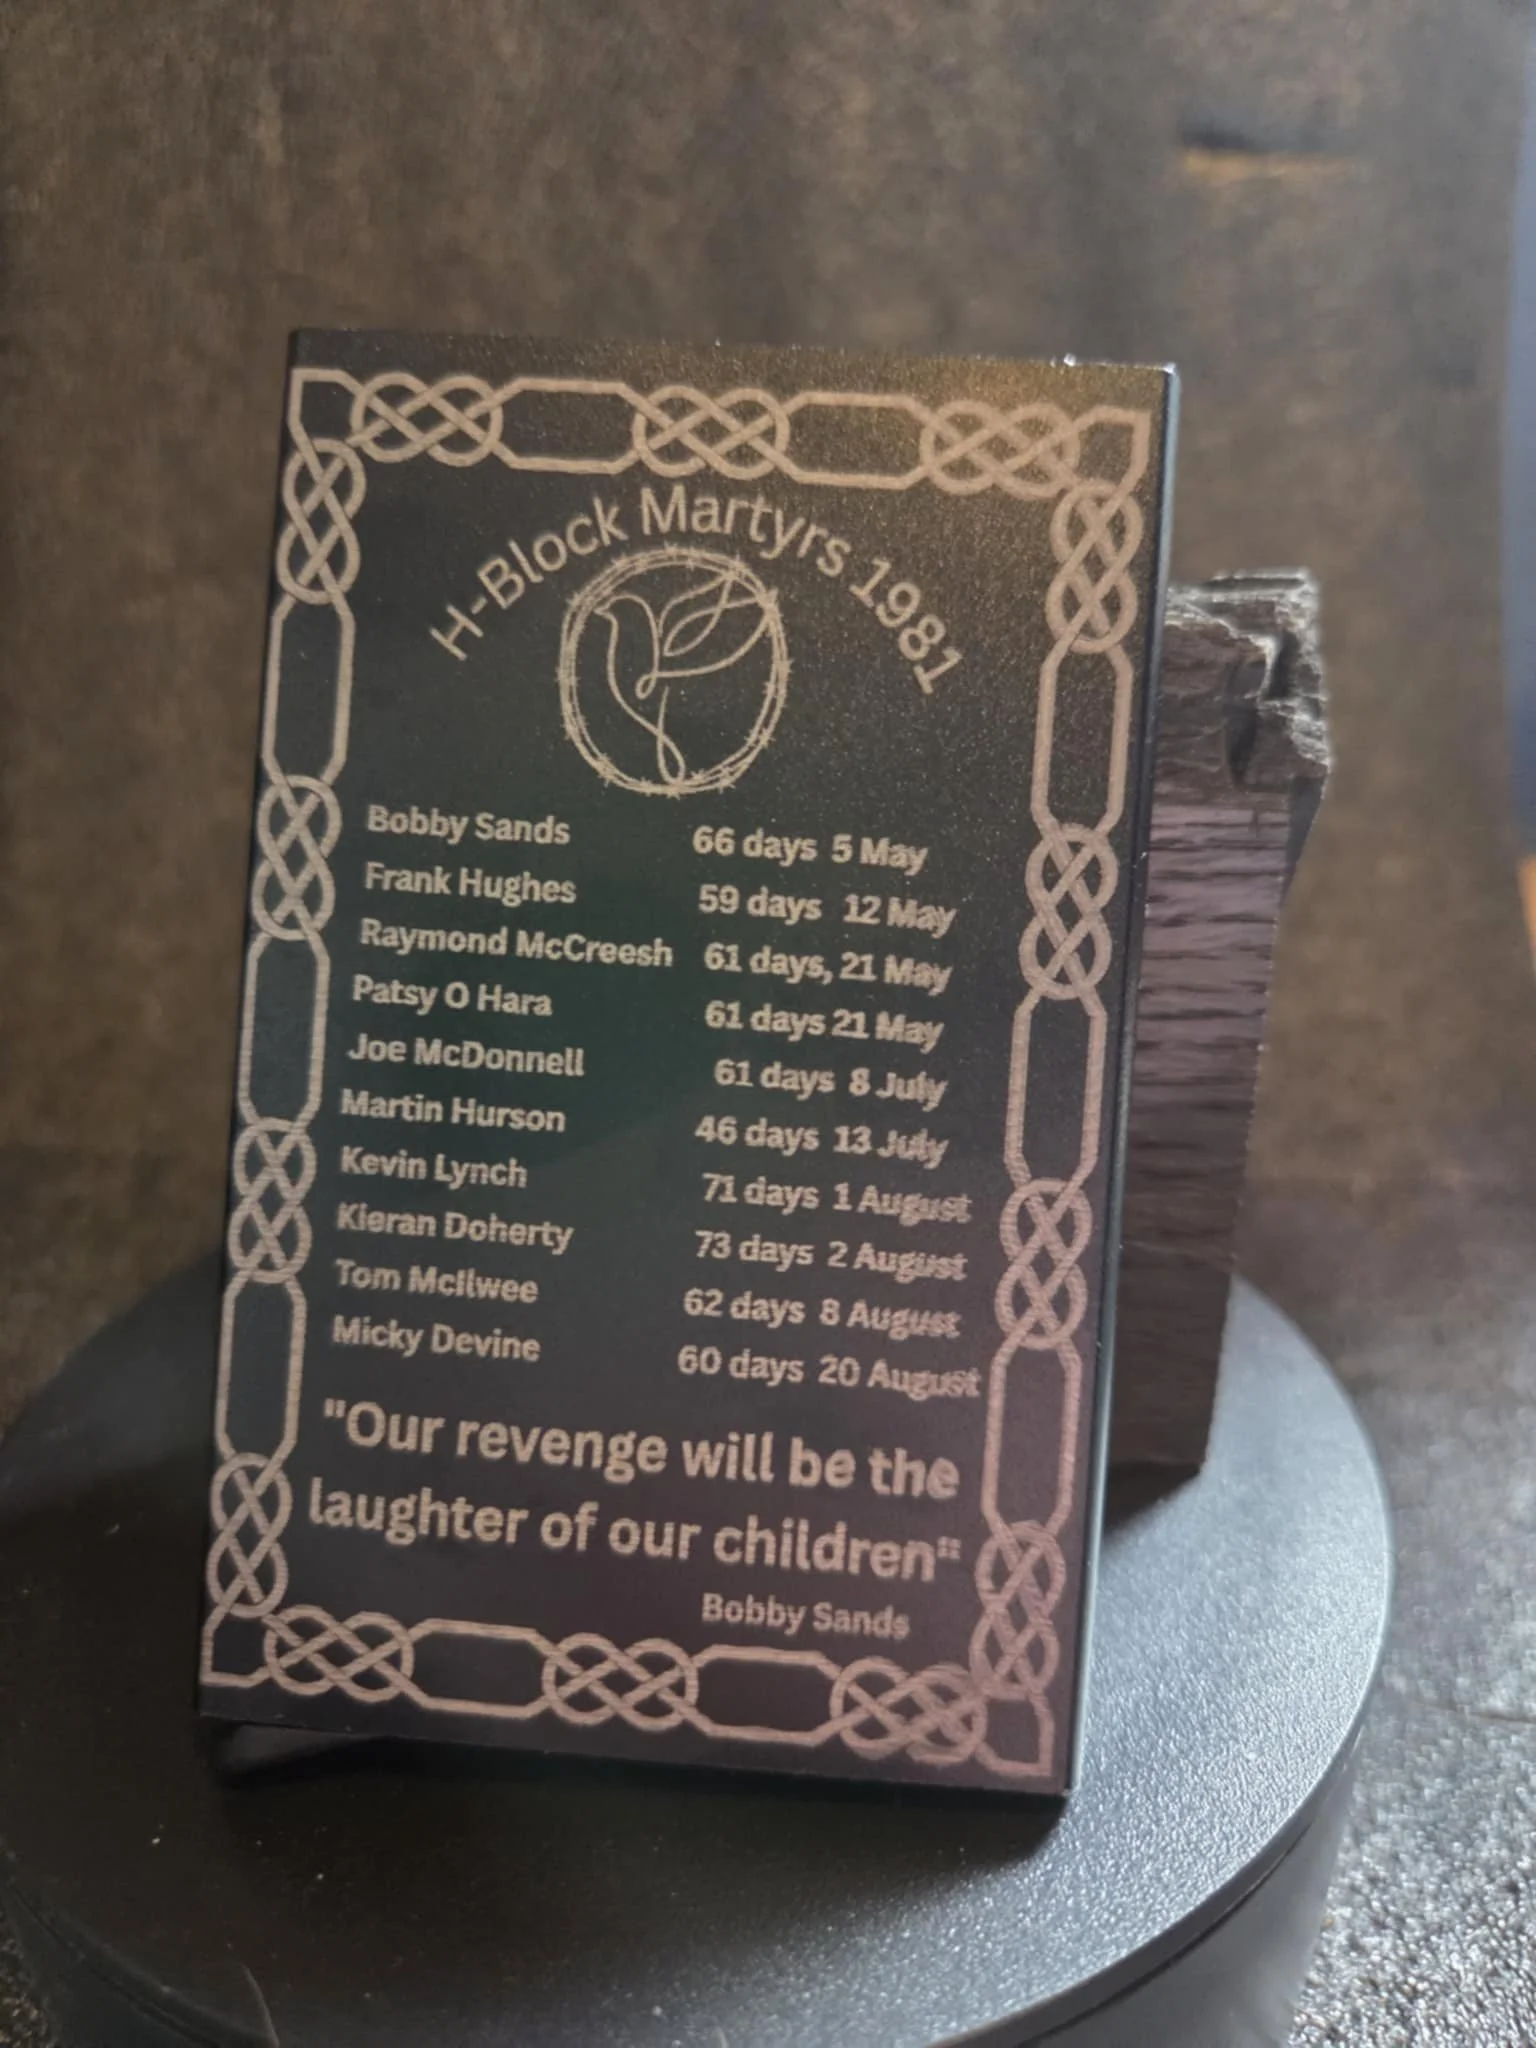 H-Block Martyrs 1981
Bobby Sands 66 days 5 May
Frank Hughes 59 days 12 May
Raymond McCreesh 61 days, 21 May
Patsy O Hara 61 days 21 May
Joe McDonnell 61 days 8 July
Martin Hurson 46 days 13 July
Kevin Lynch 71 days 1 August
Kieran Doherty 73 days 2 August
Tom McIlwee 62 days 8 August
Micky Devine 60 days 20 August
"Our revenge will be the
laughter of our children"
Bobby Sands